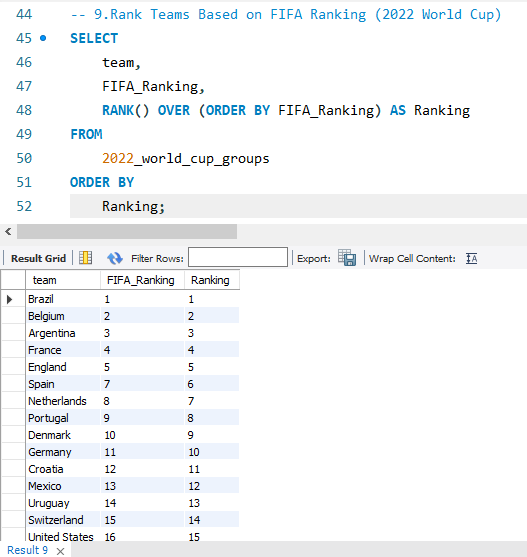 44 -- 9.Rank Teams Based on FIFA Ranking (2022 World Cup)
45 SELECT
46 team,
47 FIFA_Ranking,
48 RANK() OVER (ORDER BY FIFA_Ranking) AS Ranking
49 FROM
50 2022_world_cup_groups
51 ORDER BY
52 Ranking;
Result Grid Filter Rows: Export: Wrap Cell Content: IA
team FIFA_Ranking Ranking
Brazil 1 1
Belgium 2 2
Argentina 3 3
France 4 4
England 5 5
Spain 7 6
Netherlands 8 7
Portugal 9 8
Denmark 10 9
Germany 11 10
Croatia 12 11
Mexico 13 12
Uruguay 14 13
Switzerland 15 14
United States 16 15
Result 9 ×